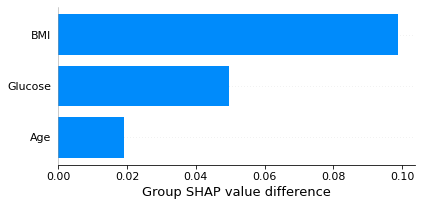 BMI
Glucose
Age
0.00 0.02 0.04 0.06 0.08 0.10
Group SHAP value difference